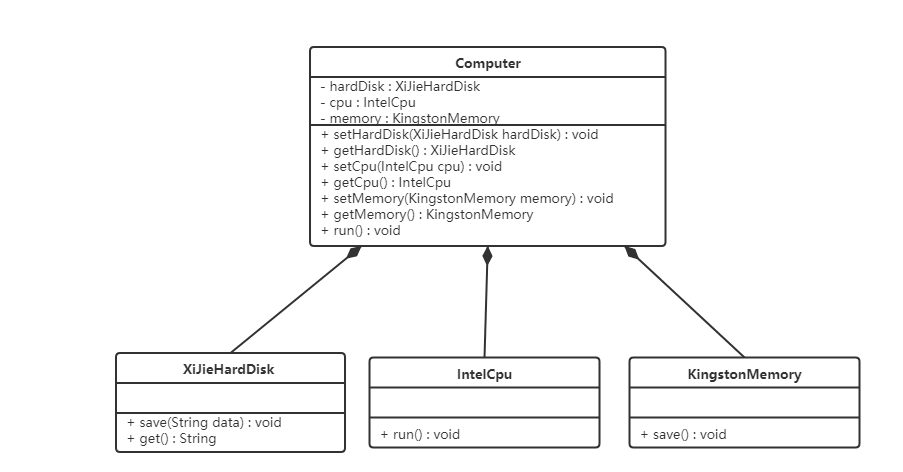 Computer
- hardDisk : XiJieHardDisk
- cpu : IntelCpu
- memory : KingstonMemory
+ setHardDisk(XiJieHardDisk hardDisk) : void
+ getHardDisk() : XiJieHardDisk
+ setCpu(IntelCpu cpu) : void
+ getCpu() : IntelCpu
+ setMemory(KingstonMemory memory) : void
+ getMemory() : KingstonMemory
+ run() : void
XiJieHardDisk
+ save(String data) : void
+ get() : String
IntelCpu
+ run() : void
KingstonMemory
+ save() : void